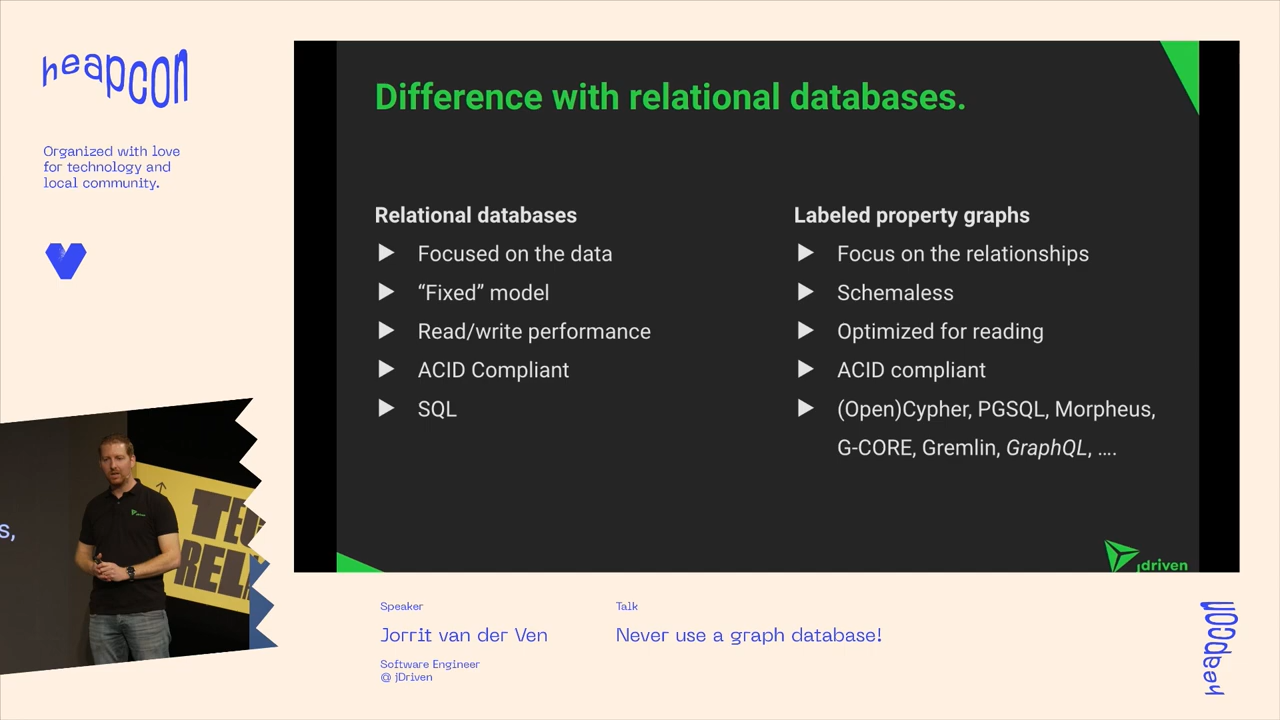 heapcon
Organized with love
for technology and
local community.
Difference with relational databases.
Relational databases
Focused on the data
“Fixed” model
Read/write performance
ACID Compliant
SQL
Labeled property graphs
Focus on the relationships
Schemaless
Optimized for reading
ACID compliant
(Open)Cypher, PGSQL, Morpheus,
G-CORE, Gremlin, GraphQL, ....
jdriven
s,
Speaker
Jorrit van der Ven
Software Engineer
@ jDriven
Talk
Never use a graph database!
heapcon